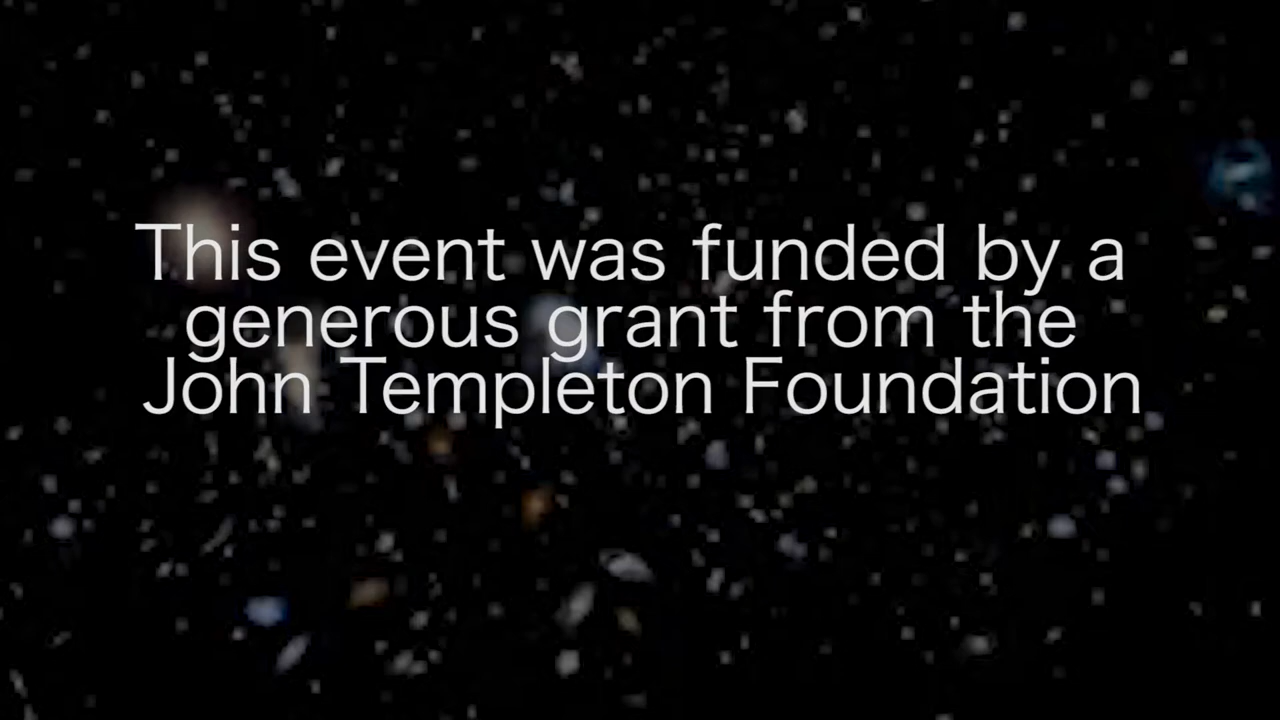 This event was funded by a
generous grant from the
John Templeton Foundation